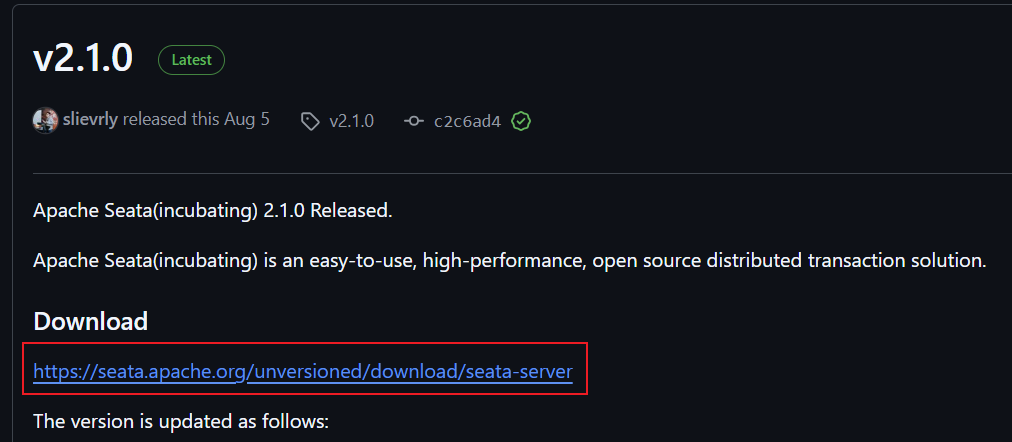 v2.1.0 Latest
slievrly released this Aug 5 v2.1.0 c2c6ad4
Apache Seata(incubating) 2.1.0 Released.
Apache Seata(incubating) is an easy-to-use, high-performance, open source distributed transaction solution.
Download
https://seata.apache.org/unversioned/download/seata-server
The version is updated as follows: